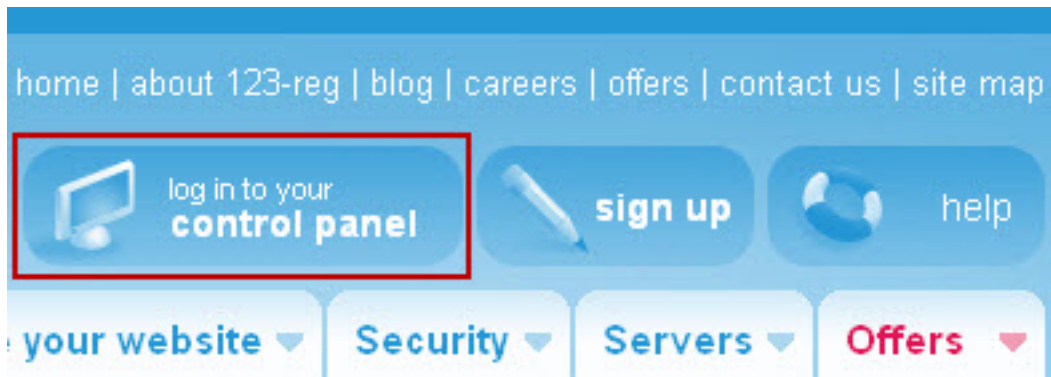 home | about 123-reg | blog | careers | offers | contact us | site map
log in to your
control panel
sign up
help
your website
Security
Servers
Offers